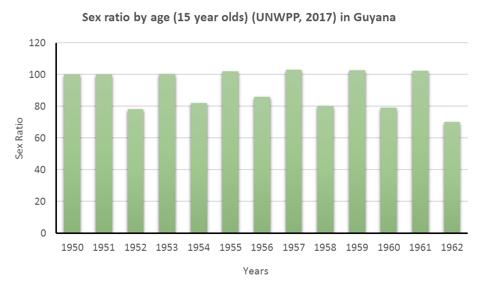 Sex ratio by age (15 year olds) (UNWPP, 2017) in Guyana
120
100
80
60
40
20
0
Sex Ratio
1950 1951 1952 1953 1954 1955 1956 1957 1958 1959 1960 1961 1962
Years